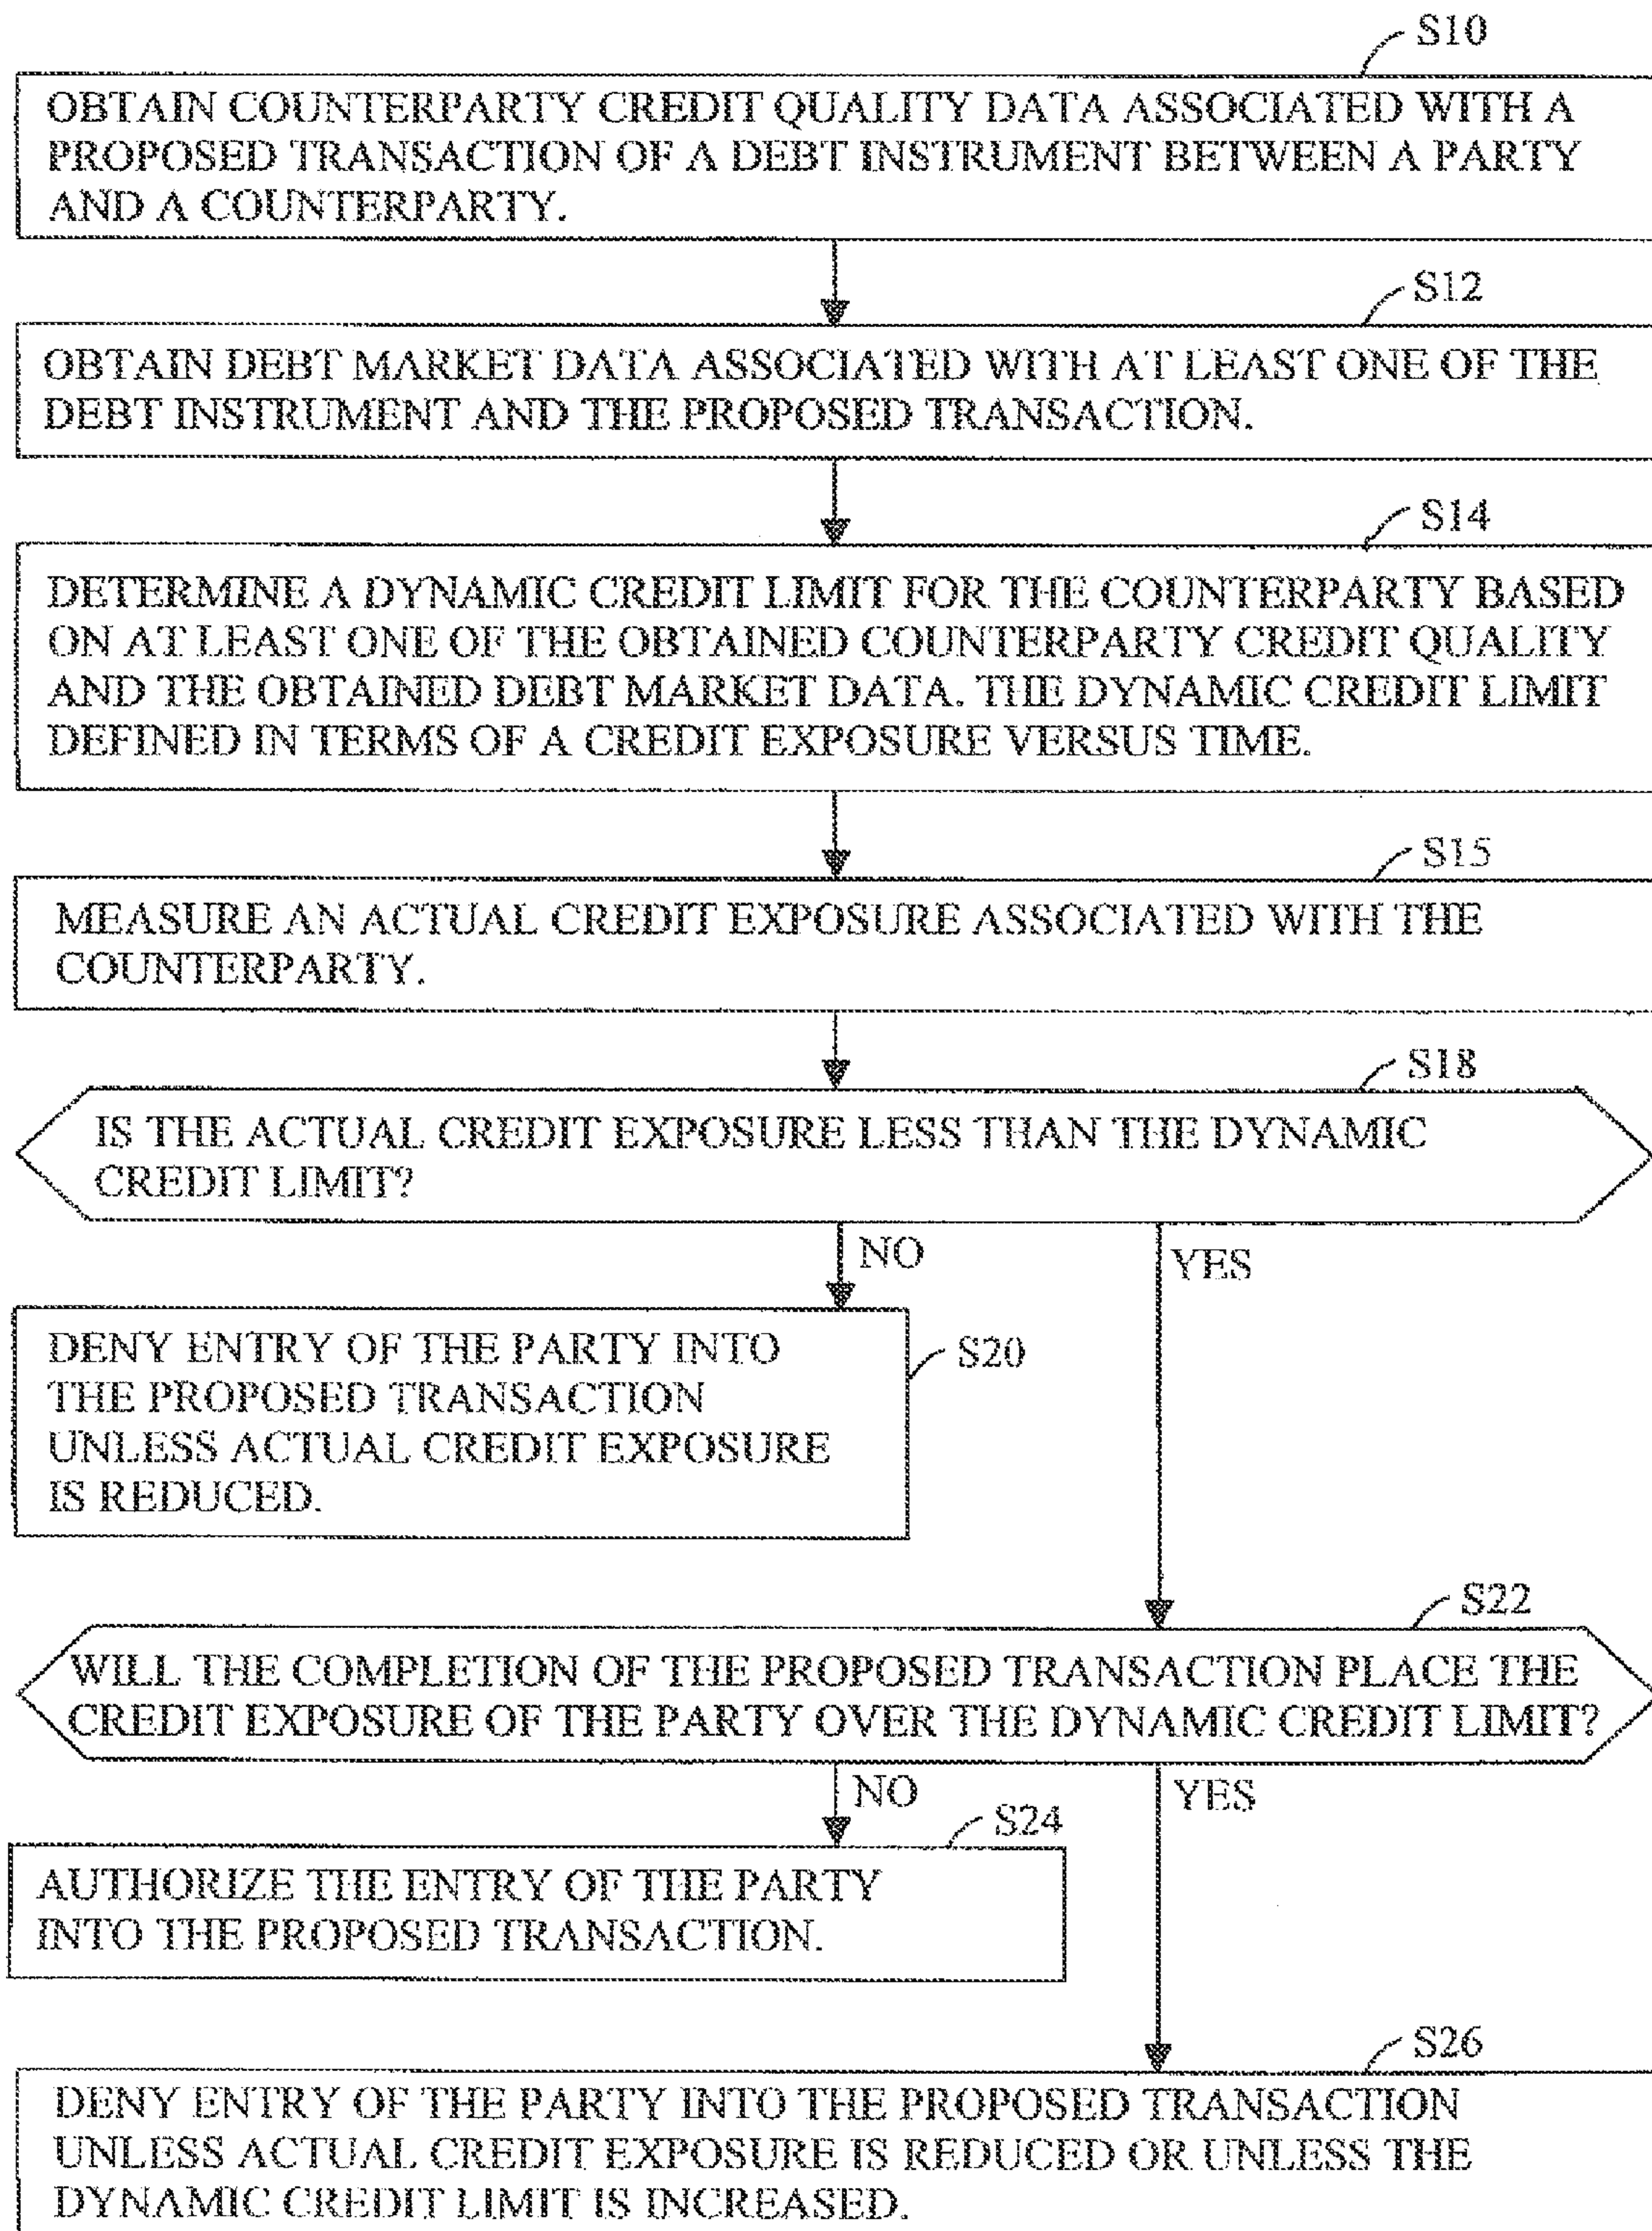 S10
OBTAIN COUNTERPARTY CREDIT QUALITY DATA ASSOCIATED WITH A
PROPOSED TRANSACTION OF A DEBT INSTRUMENT BETWEEN A PARTY
AND A COUNTERPARTY.
S12
OBTAIN DEBT MARKET DATA ASSOCIATED WITH AT LEAST ONE OF THE
DEBT INSTRUMENT AND THE PROPOSED TRANSACTION.
S14
DETERMINE A DYNAMIC CREDIT LIMIT FOR THE COUNTERPARTY BASED
ON AT LEAST ONE OF THE OBTAINED COUNTERPARTY CREDIT QUALITY
AND THE OBTAINED DEBT MARKET DATA. THE DYNAMIC CREDIT LIMIT
DEFINED IN TERMS OF A CREDIT EXPOSURE VERSUS TIME.
S15
MEASURE AN ACTUAL CREDIT EXPOSURE ASSOCIATED WITH THE
COUNTERPARTY.
S18
IS THE ACTUAL CREDIT EXPOSURE LESS THAN THE DYNAMIC
CREDIT LIMIT?
NO
YES
DENY ENTRY OF THE PARTY INTO
THE PROPOSED TRANSACTION
UNLESS ACTUAL CREDIT EXPOSURE
IS REDUCED.
S20
S22
WILL THE COMPLETION OF THE PROPOSED TRANSACTION PLACE THE
CREDIT EXPOSURE OF THE PARTY OVER THE DYNAMIC CREDIT LIMIT?
NO
YES
S24
AUTHORIZE THE ENTRY OF THE PARTY
INTO THE PROPOSED TRANSACTION.
S26
DENY ENTRY OF THE PARTY INTO THE PROPOSED TRANSACTION
UNLESS ACTUAL CREDIT EXPOSURE IS REDUCED OR UNLESS THE
DYNAMIC CREDIT LIMIT IS INCREASED.